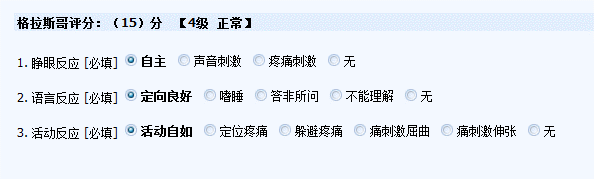 格拉斯哥评分：（15）分 【4级 正常】
1. 睁眼反应 [必填] 自主 声音刺激 疼痛刺激 无
2. 语言反应 [必填] 定向良好 嗜睡 答非所问 不能理解 无
3. 活动反应 [必填] 活动自如 定位疼痛 躲避疼痛 痛刺激屈曲 痛刺激伸张 无